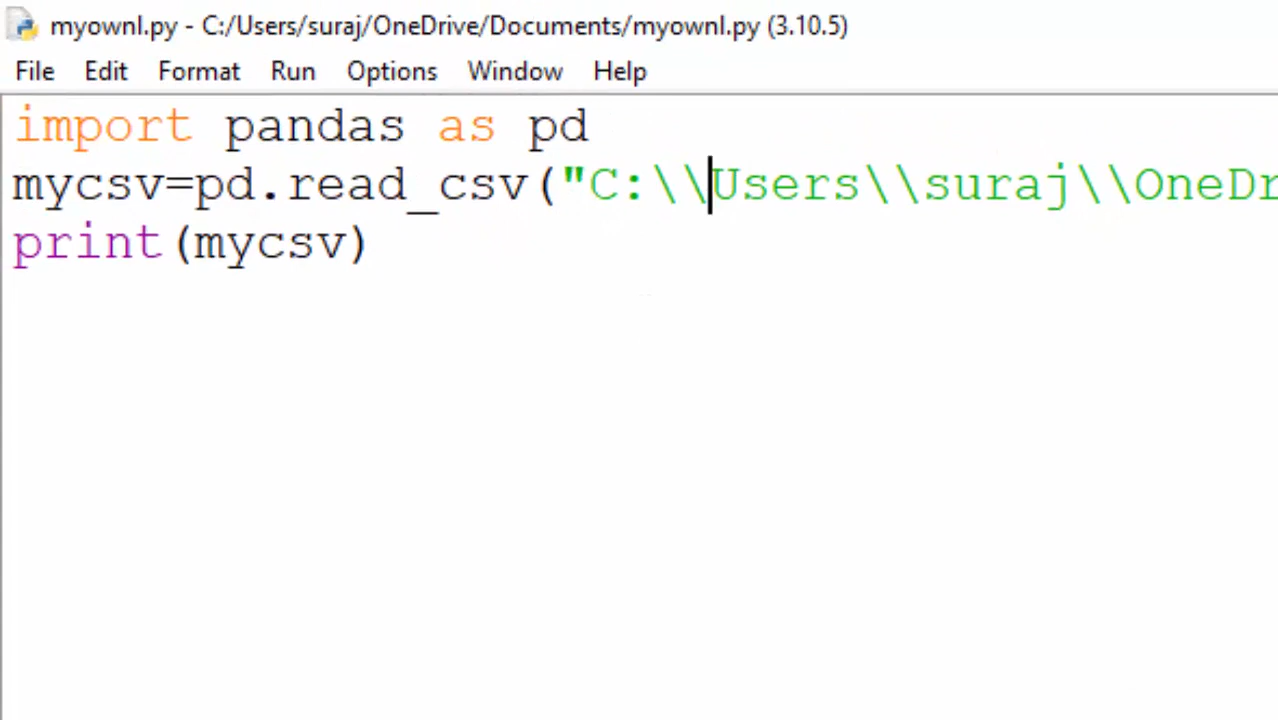 myownl.py - C:/Users/suraj/OneDrive/Documents/myownl.py (3.10.5)
File Edit Format Run Options Window Help
import pandas as pd
mycsv=pd.read_csv("C:\\Users\\suraj\\OneDr
print(mycsv)